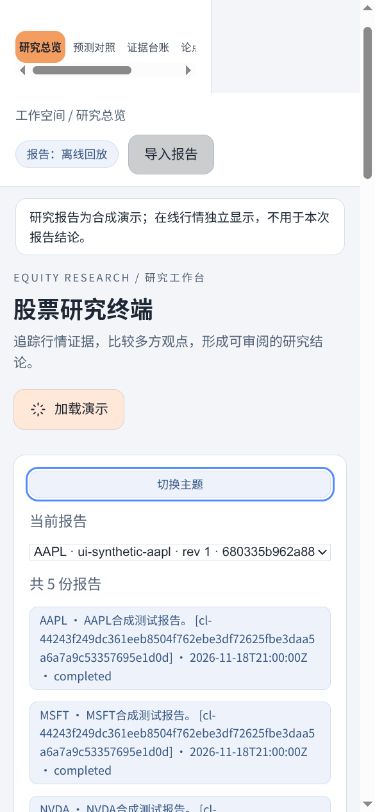 研究总览 预测对照 证据台账 论
工作空间 / 研究总览
报告：离线回放 导入报告
研究报告为合成演示；在线行情独立显示，不用于本次
报告结论。
EQUITY RESEARCH / 研究工作台
股票研究终端
追踪行情证据，比较多方观点，形成可审阅的研究结
论。
加载演示
切换主题
当前报告
AAPL · ui-synthetic-aapl · rev 1 · 680335b962a88
共 5 份报告
AAPL · AAPL合成测试报告。 [cl-
44243f249dc361eeb8504f762ebe3df72625fbe3daa5
a6a7a9c53357695e1d0d] · 2026-11-18T21:00:00Z
· completed
MSFT · MSFT合成测试报告。 [cl-
44243f249dc361eeb8504f762ebe3df72625fbe3daa5
a6a7a9c53357695e1d0d] · 2026-11-18T21:00:00Z
· completed
NVDA · NVDA合成测试报告。 [cl-